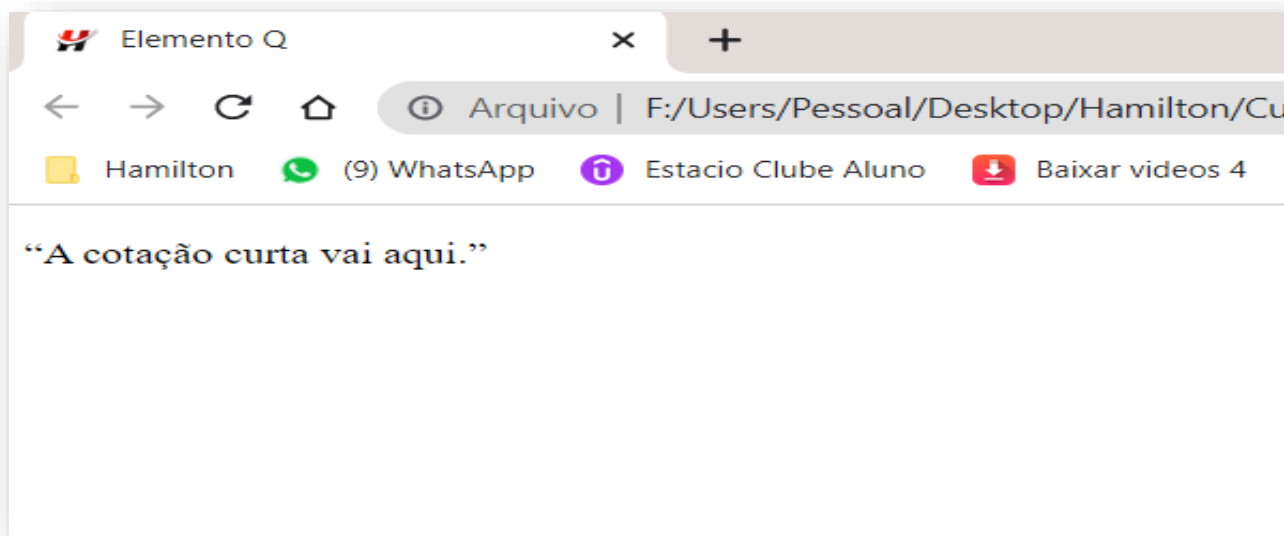 Elemento Q
Arquivo | F:/Users/Pessoal/Desktop/Hamilton/Cu
Hamilton (9) WhatsApp Estacio Clube Aluno Baixar videos 4
“A cotação curta vai aqui.”